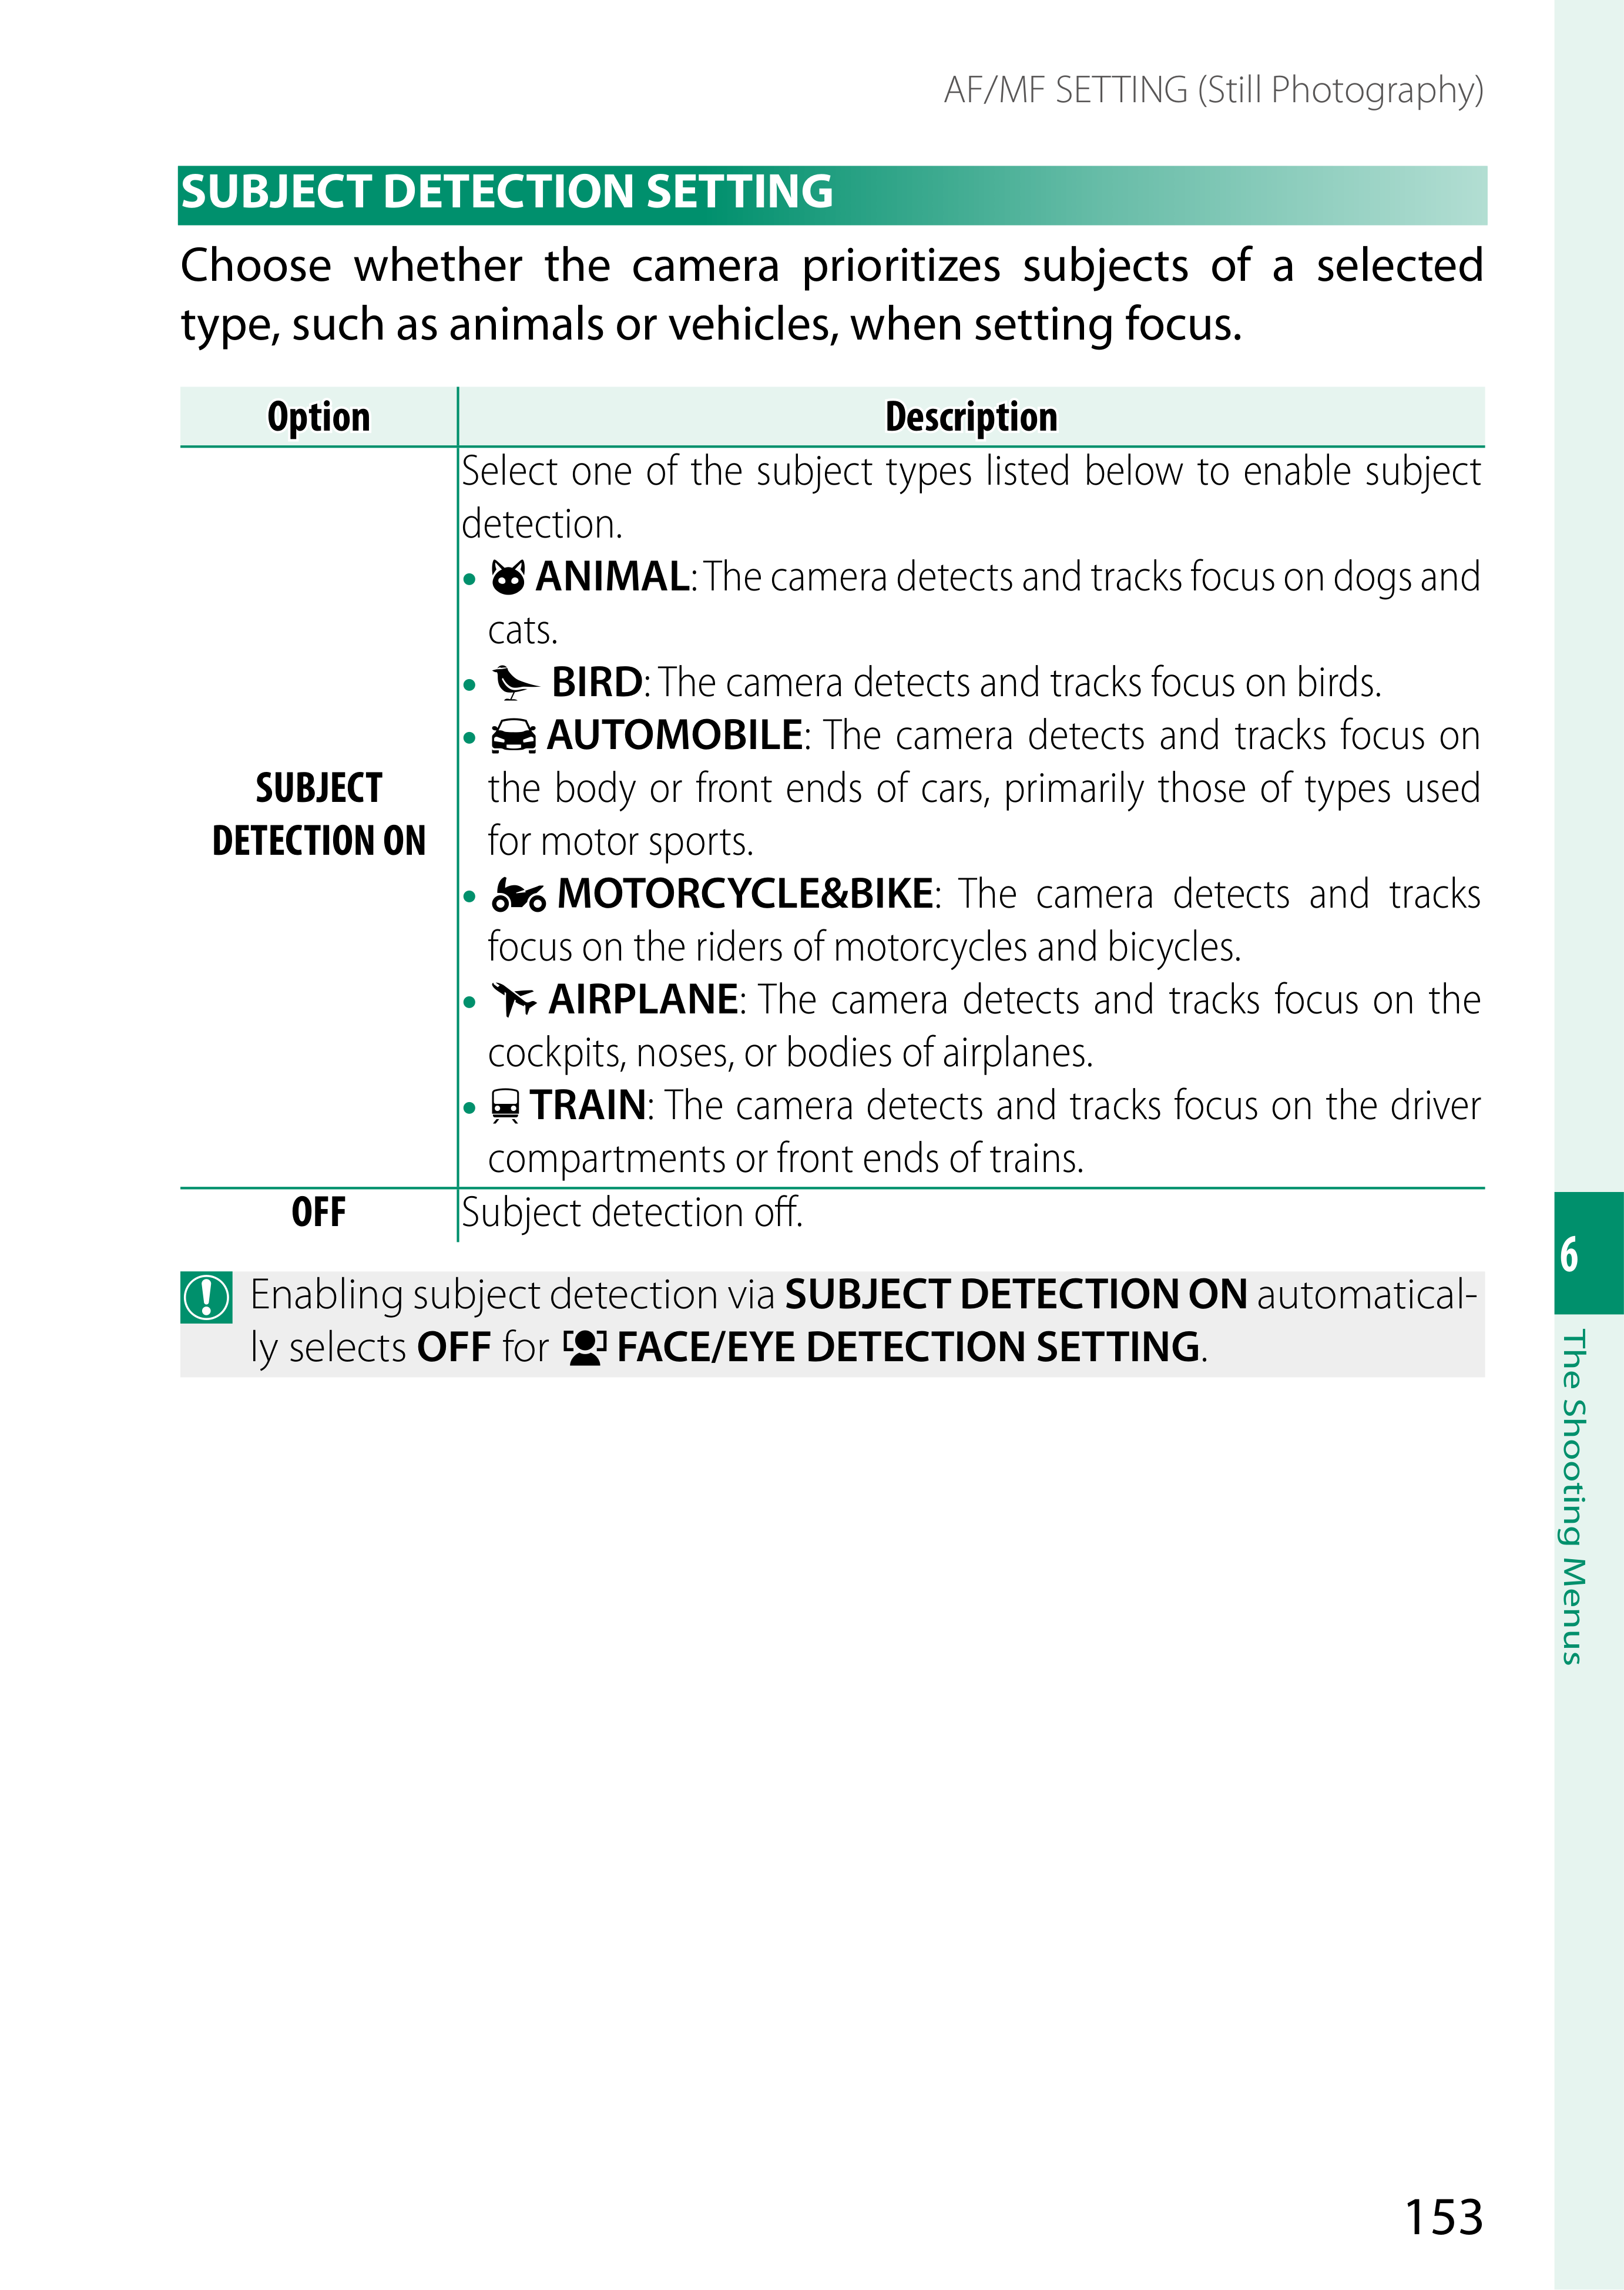 AF/MF SETTING (Still Photography)
SUBJECT DETECTION SETTING
Choose whether the camera prioritizes subjects of a selected
type, such as animals or vehicles, when setting focus.
Option Description
Select one of the subject types listed below to enable subject
detection.
• ANIMAL: The camera detects and tracks focus on dogs and
cats.
• BIRD: The camera detects and tracks focus on birds.
• AUTOMOBILE: The camera detects and tracks focus on
the body or front ends of cars, primarily those of types used
for motor sports.
SUBJECT
DETECTION ON
• MOTORCYCLE&BIKE: The camera detects and tracks
focus on the riders of motorcycles and bicycles.
• AIRPLANE: The camera detects and tracks focus on the
cockpits, noses, or bodies of airplanes.
• TRAIN: The camera detects and tracks focus on the driver
compartments or front ends of trains.
OFF Subject detection off.
Enabling subject detection via SUBJECT DETECTION ON automatical-
ly selects OFF for FACE/EYE DETECTION SETTING.
6
The Shooting Menus
153